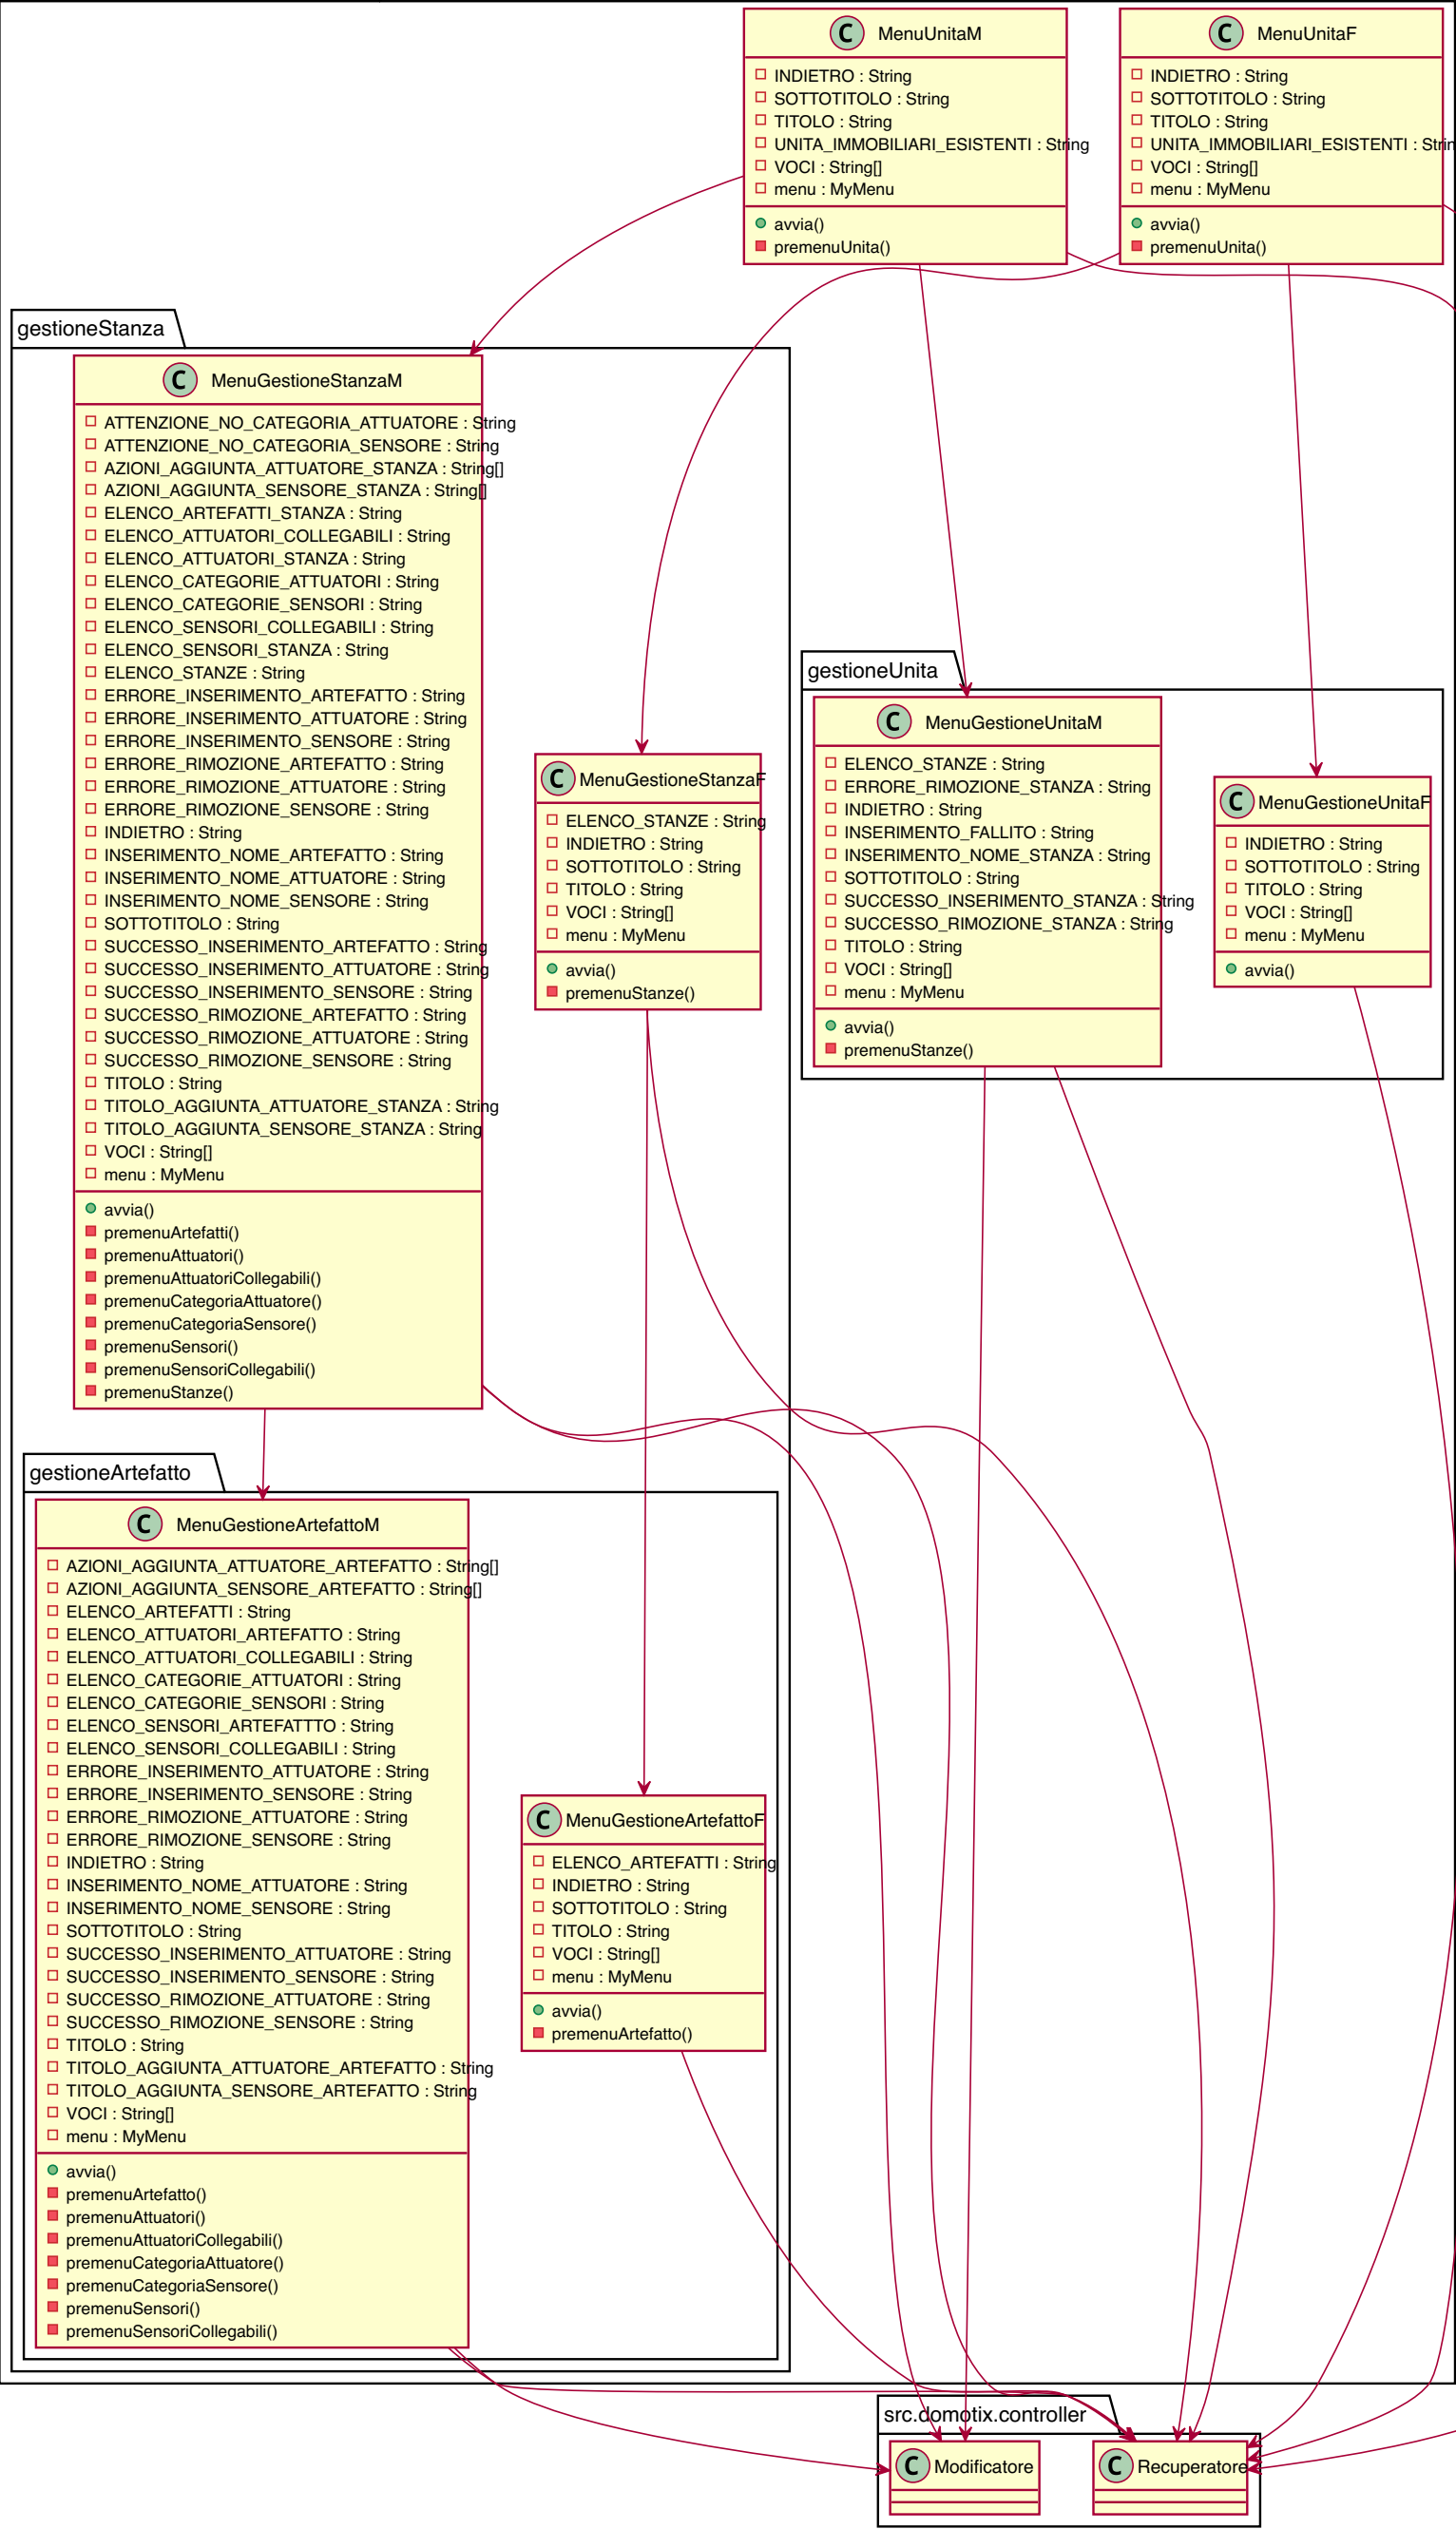 C MenuUnitaM
INDIETRO : String
SOTTOTITOLO : String
TITOLO : String
UNITA_IMMOBILIARI_ESISTENTI : String
VOCI : String[]
menu : MyMenu
avvia()
premenuUnita()
C MenuUnitaF
INDIETRO : String
SOTTOTITOLO : String
TITOLO : String
UNITA_IMMOBILIARI_ESISTENTI : Strin
VOCI : String[]
menu : MyMenu
avvia()
premenuUnita()
gestioneStanza
C MenuGestioneStanzaM
ATTENZIONE_NO_CATEGORIA_ATTUATORE : String
ATTENZIONE_NO_CATEGORIA_SENSORE : String
AZIONI_AGGIUNTA_ATTUATORE_STANZA : String[]
AZIONI_AGGIUNTA_SENSORE_STANZA : String[]
ELENCO_ARTEFATTI_STANZA : String
ELENCO_ATTUATORI_COLLEGABILI : String
ELENCO_ATTUATORI_STANZA : String
ELENCO_CATEGORIE_ATTUATORI : String
ELENCO_CATEGORIE_SENSORI : String
ELENCO_SENSORI_COLLEGABILI : String
ELENCO_SENSORI_STANZA : String
ELENCO_STANZE : String
ERRORE_INSERIMENTO_ARTEFATTO : String
ERRORE_INSERIMENTO_ATTUATORE : String
ERRORE_INSERIMENTO_SENSORE : String
ERRORE_RIMOZIONE_ARTEFATTO : String
ERRORE_RIMOZIONE_ATTUATORE : String
ERRORE_RIMOZIONE_SENSORE : String
INDIETRO : String
INSERIMENTO_NOME_ARTEFATTO : String
INSERIMENTO_NOME_ATTUATORE : String
INSERIMENTO_NOME_SENSORE : String
SOTTOTITOLO : String
SUCCESSO_INSERIMENTO_ARTEFATTO : String
SUCCESSO_INSERIMENTO_ATTUATORE : String
SUCCESSO_INSERIMENTO_SENSORE : String
SUCCESSO_RIMOZIONE_ARTEFATTO : String
SUCCESSO_RIMOZIONE_ATTUATORE : String
SUCCESSO_RIMOZIONE_SENSORE : String
TITOLO : String
TITOLO_AGGIUNTA_ATTUATORE_STANZA : String
TITOLO_AGGIUNTA_SENSORE_STANZA : String
VOCI : String[]
menu : MyMenu
avvia()
premenuArtefatti()
premenuAttuatori()
premenuAttuatoriCollegabili()
premenuCategoriaAttuatore()
premenuCategoriaSensore()
premenuSensori()
premenuSensoriCollegabili()
premenuStanze()
C MenuGestioneStanzaF
ELENCO_STANZE : String
INDIETRO : String
SOTTOTITOLO : String
TITOLO : String
VOCI : String[]
menu : MyMenu
avvia()
premenuStanze()
gestioneUnita
C MenuGestioneUnitaM
ELENCO_STANZE : String
ERRORE_RIMOZIONE_STANZA : String
INDIETRO : String
INSERIMENTO_FALLITO : String
INSERIMENTO_NOME_STANZA : String
SOTTOTITOLO : String
SUCCESSO_INSERIMENTO_STANZA : String
SUCCESSO_RIMOZIONE_STANZA : String
TITOLO : String
VOCI : String[]
menu : MyMenu
avvia()
premenuStanze()
C MenuGestioneUnitaF
INDIETRO : String
SOTTOTITOLO : String
TITOLO : String
VOCI : String[]
menu : MyMenu
avvia()
gestioneArtefatto
C MenuGestioneArtefattoM
AZIONI_AGGIUNTA_ATTUATORE_ARTEFATTO : String[]
AZIONI_AGGIUNTA_SENSORE_ARTEFATTO : String[]
ELENCO_ARTEFATTI : String
ELENCO_ATTUATORI_ARTEFATTO : String
ELENCO_ATTUATORI_COLLEGABILI : String
ELENCO_CATEGORIE_ATTUATORI : String
ELENCO_CATEGORIE_SENSORI : String
ELENCO_SENSORI_ARTEFATTTO : String
ELENCO_SENSORI_COLLEGABILI : String
ERRORE_INSERIMENTO_ATTUATORE : String
ERRORE_INSERIMENTO_SENSORE : String
ERRORE_RIMOZIONE_ATTUATORE : String
ERRORE_RIMOZIONE_SENSORE : String
INDIETRO : String
INSERIMENTO_NOME_ATTUATORE : String
INSERIMENTO_NOME_SENSORE : String
SOTTOTITOLO : String
SUCCESSO_INSERIMENTO_ATTUATORE : String
SUCCESSO_INSERIMENTO_SENSORE : String
SUCCESSO_RIMOZIONE_ATTUATORE : String
SUCCESSO_RIMOZIONE_SENSORE : String
TITOLO : String
TITOLO_AGGIUNTA_ATTUATORE_ARTEFATTO : String
TITOLO_AGGIUNTA_SENSORE_ARTEFATTO : String
VOCI : String[]
menu : MyMenu
avvia()
premenuArtefatto()
premenuAttuatori()
premenuAttuatoriCollegabili()
premenuCategoriaAttuatore()
premenuCategoriaSensore()
premenuSensori()
premenuSensoriCollegabili()
C MenuGestioneArtefattoF
ELENCO_ARTEFATTI : String
INDIETRO : String
SOTTOTITOLO : String
TITOLO : String
VOCI : String[]
menu : MyMenu
avvia()
premenuArtefatto()
src.domotix.controller
C Modificatore
C Recuperatore